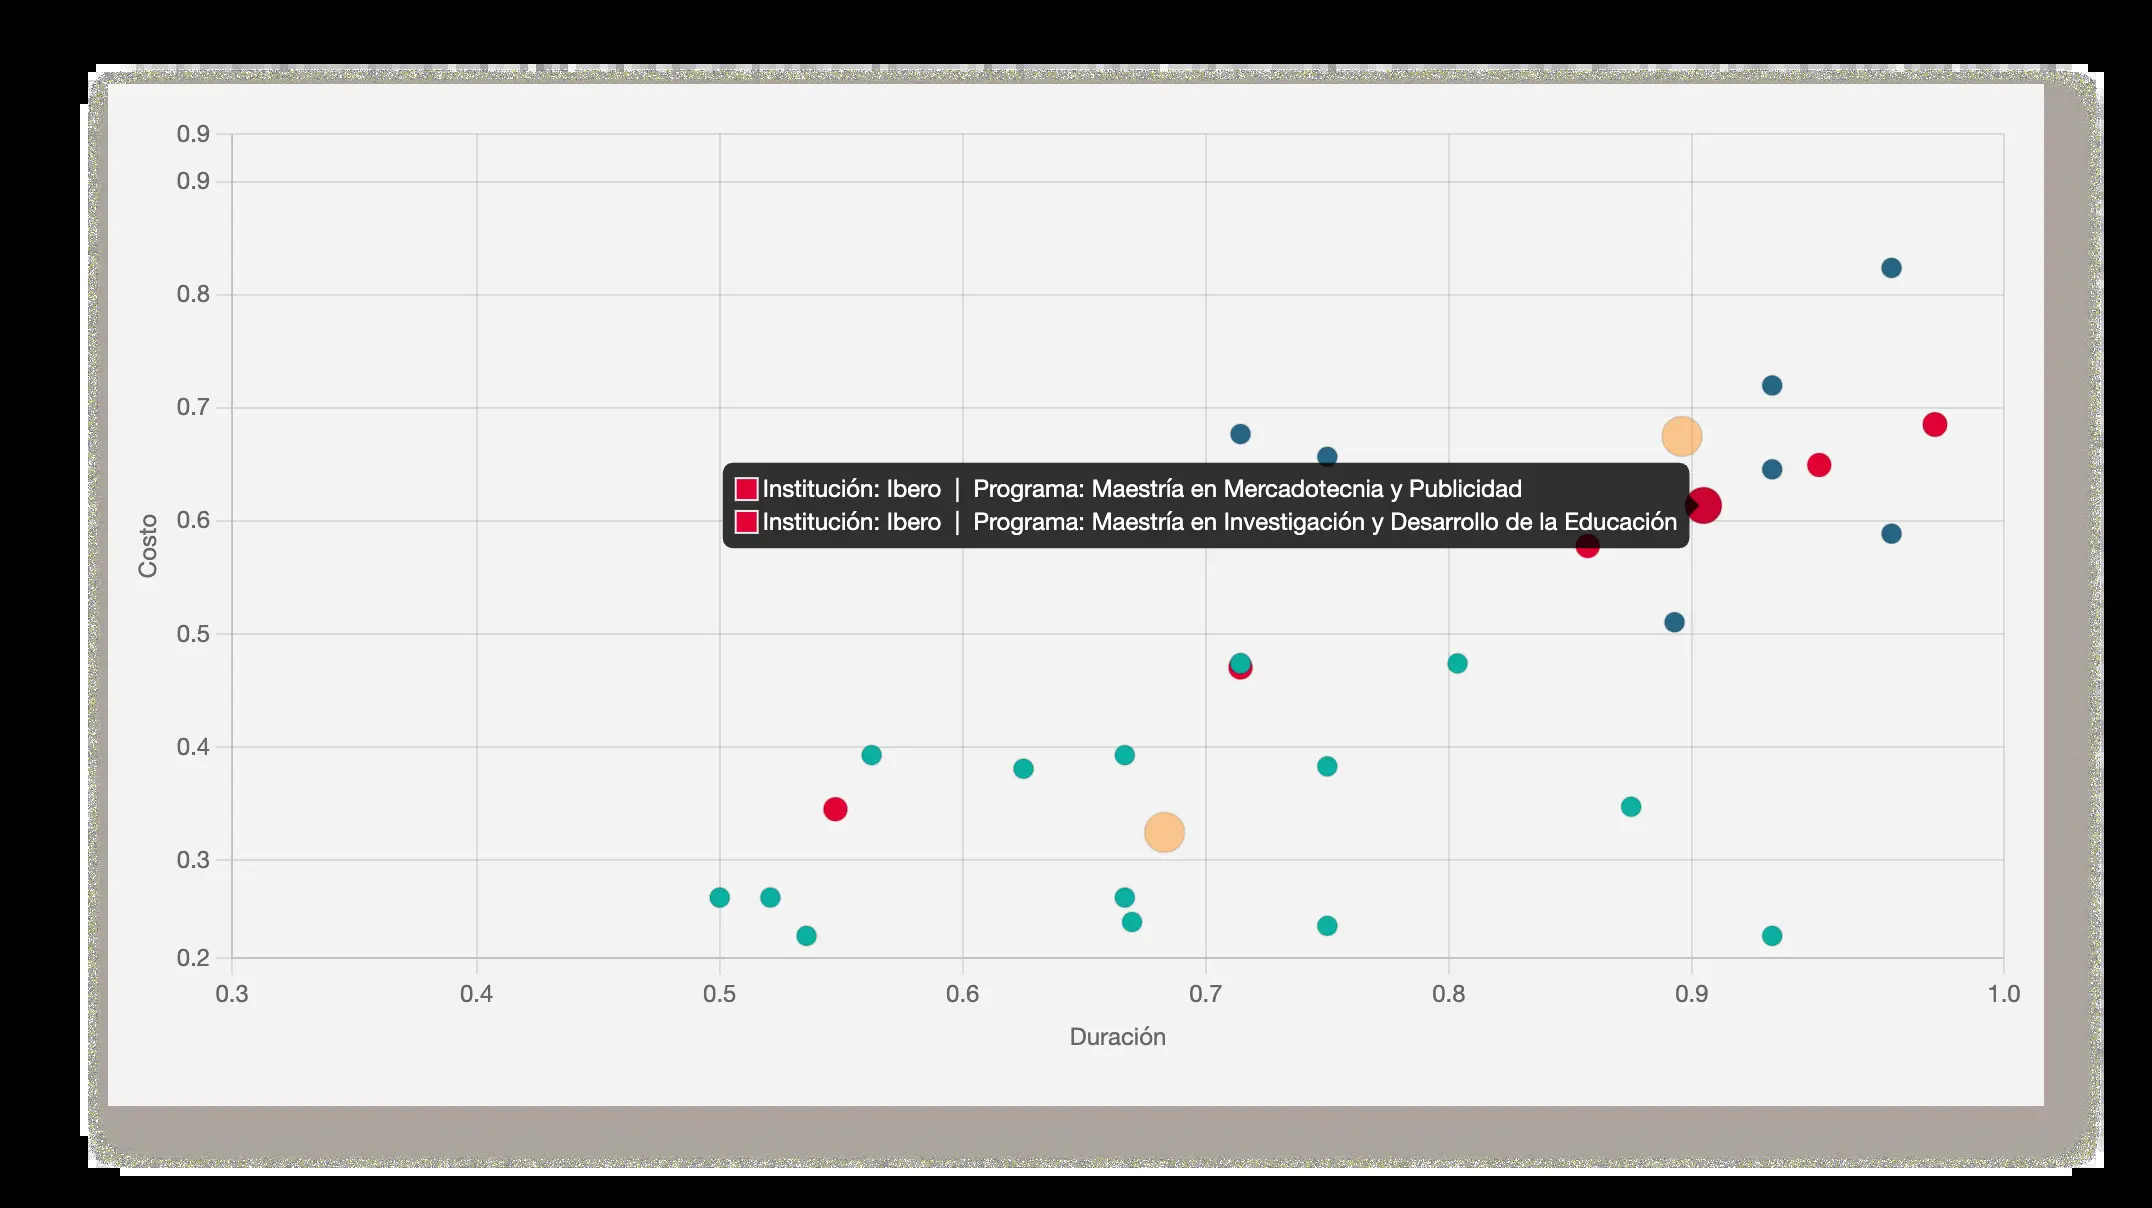 0.9
0.9
0.8
0.7
0.6
0.5
0.4
0.3
0.2
Costo
Institución: Ibero | Programa: Maestría en Mercadotecnia y Publicidad
Institución: Ibero | Programa: Maestría en Investigación y Desarrollo de la Educación
0.3 0.4 0.5 0.6 0.7 0.8 0.9 1.0
Duración